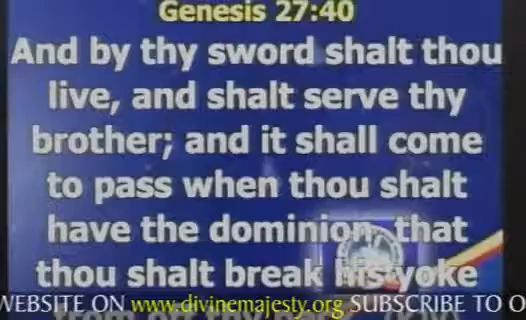 Genesis 27:40
And by thy sword shalt thou
live, and shalt serve thy
brother; and it shall come
to pass when thou shalt
have the dominion, that
thou shalt break his yoke
WEBSITE ON www.divinemajesty.org SUBSCRIBE TO O